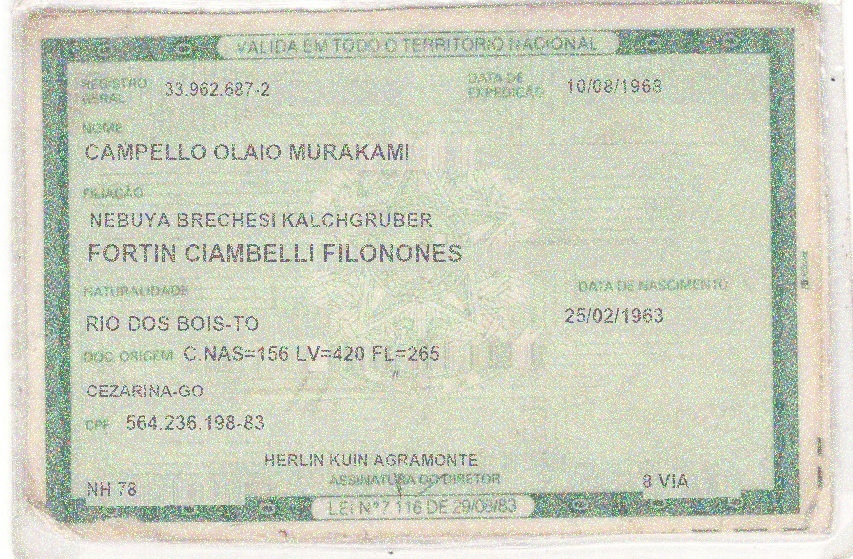 VÁLIDA EM TODO O TERRITÓRIO NACIONAL
REGISTRO GERAL 33.962.687-2 DATA DE EXPEDIÇÃO 10/08/1968
NOME
CAMPELLO OLAIO MURAKAMI
FILIAÇÃO
NEBUYA BRECHESI KALCHGRUBER
FORTIN CIAMBELLI FILONONES
NATURALIDADE DATA DE NASCIMENTO
RIO DOS BOIS-TO 25/02/1963
DOC ORIGEM C.NAS=156 LV=420 FL=265
CEZARINA-GO
CPF 564.236.198-83
HERLIN KUIN AGRAMONTE
ASSINATURA DO DIRETOR
NH 78 8 VIA
LEI Nº 7.116 DE 29/08/83